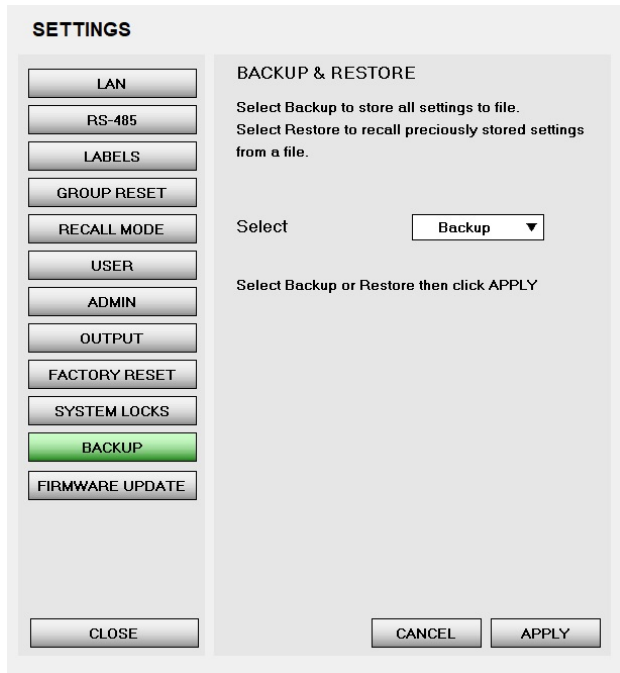 SETTINGS
LAN
RS-485
LABELS
GROUP RESET
RECALL MODE
USER
ADMIN
OUTPUT
FACTORY RESET
SYSTEM LOCKS
BACKUP
FIRMWARE UPDATE
CLOSE
BACKUP & RESTORE
Select Backup to store all settings to file.
Select Restore to recall preciously stored settings
from a file.
Select Backup ▼
Select Backup or Restore then click APPLY
CANCEL APPLY